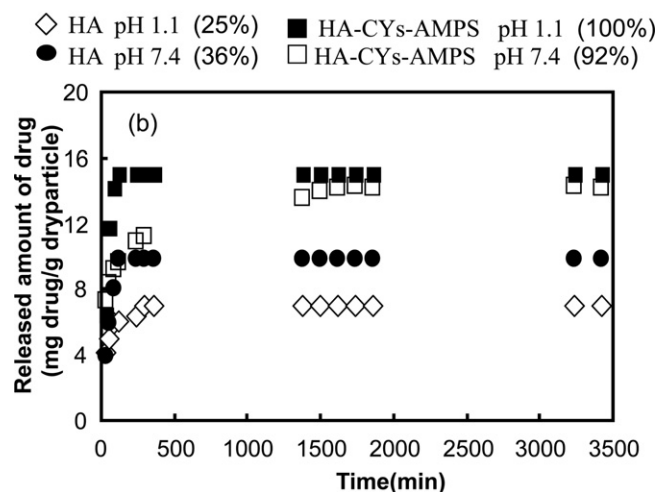 HA pH 1.1 (25%) HA-CYs-AMPS pH 1.1 (100%)
HA pH 7.4 (36%) HA-CYs-AMPS pH 7.4 (92%)
20
(b)
16
12
8
4
0
Released amount of drug
(mg drug/g dryparticle)
0 500 1000 1500 2000 2500 3000 3500
Time(min)